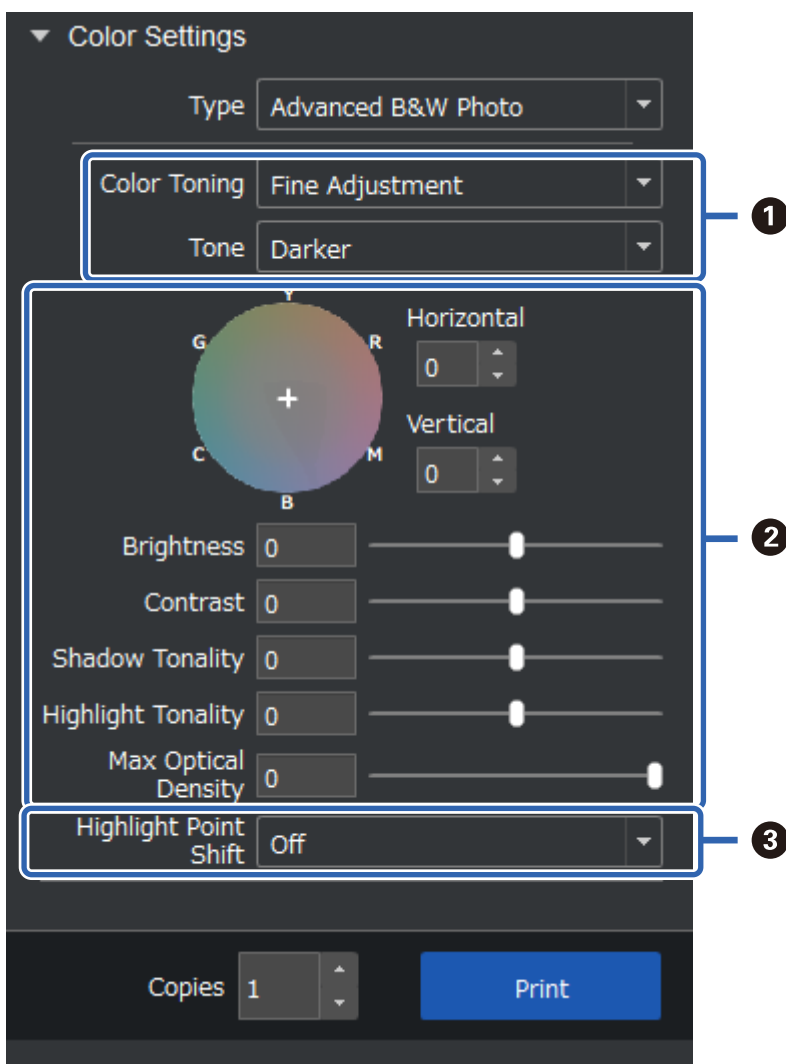 Color Settings
Type Advanced B&W Photo
Color Toning Fine Adjustment
1
Tone Darker
Y
G
R
C
M
B
Horizontal
0
Vertical
0
2
Brightness 0
Contrast 0
Shadow Tonality 0
Highlight Tonality 0
Max Optical
Density 0
Highlight Point
Shift Off
3
Copies 1 Print